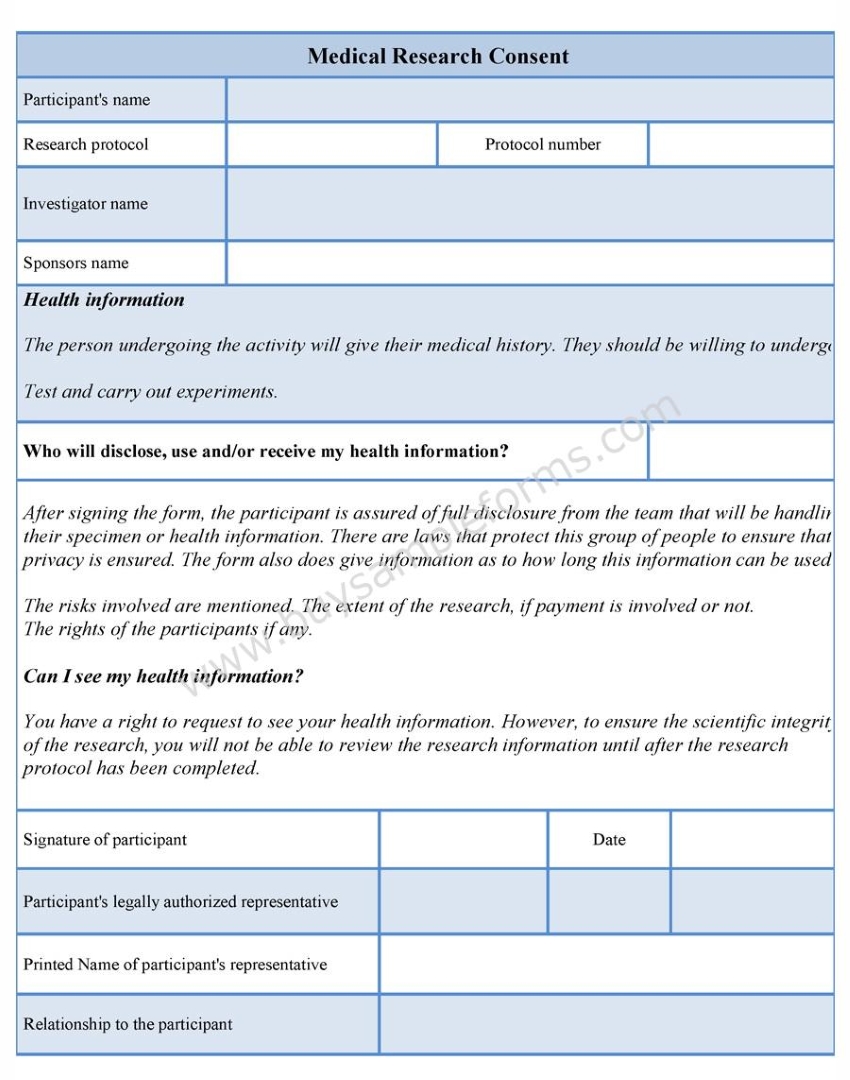 Medical Research Consent
Participant's name
Research protocol
Protocol number
Investigator name
Sponsors name
Health information
The person undergoing the activity will give their medical history. They should be willing to underg
Test and carry out experiments.
Who will disclose, use and/or receive my health information?
After signing the form, the participant is assured of full disclosure from the team that will be handlin
their specimen or health information. There are laws that protect this group of people to ensure that
privacy is ensured. The form also does give information as to how long this information can be used
The risks involved are mentioned. The extent of the research, if payment is involved or not.
The rights of the participants if any.
Can I see my health information?
You have a right to request to see your health information. However, to ensure the scientific integrit
of the research, you will not be able to review the research information until after the research
protocol has been completed.
Signature of participant
Date
Participant's legally authorized representative
Printed Name of participant's representative
Relationship to the participant
www.buysampleforms.com